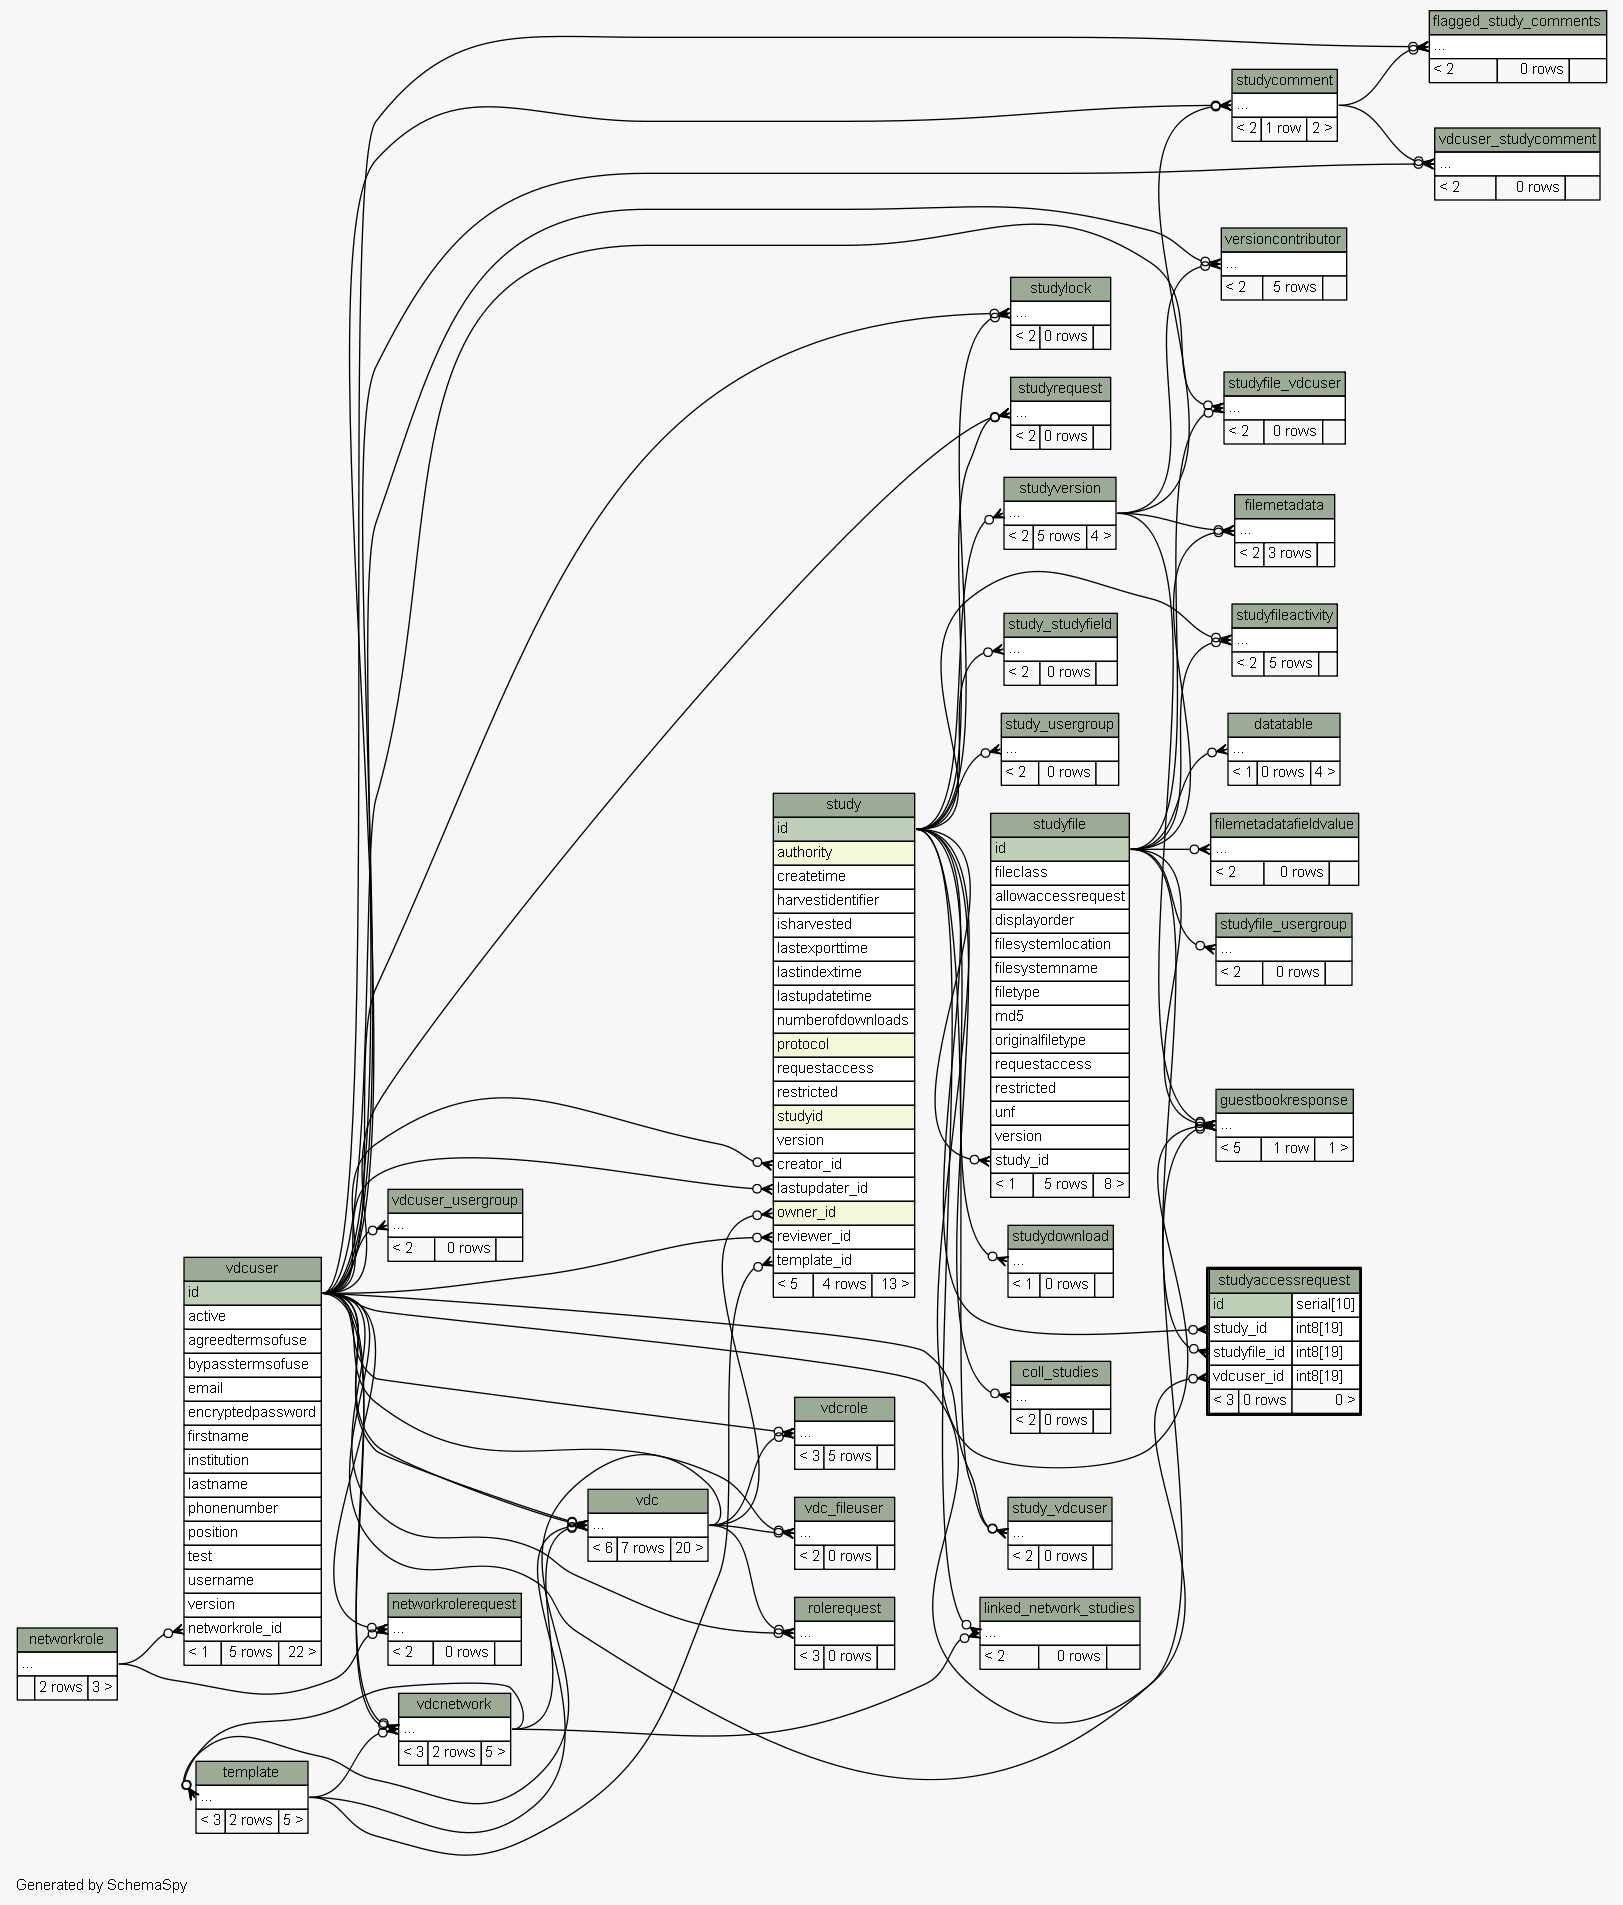 flagged_study_comments
...
< 2 0 rows
studycomment
...
< 2 1 row 2 >
vdcuser_studycomment
...
< 2 0 rows
versioncontributor
...
< 2 5 rows
studylock
...
< 2 0 rows
studyrequest
...
< 2 0 rows
studyfile_vdcuser
...
< 2 0 rows
studyversion
...
< 2 5 rows 4 >
filemetadata
...
< 2 3 rows
studyfileactivity
...
< 2 5 rows
study_studyfield
...
< 2 0 rows
study_usergroup
...
< 2 0 rows
datatable
...
< 1 0 rows 4 >
study
id
authority
createtime
harvestidentifier
isharvested
lastexporttime
lastindextime
lastupdatetime
numberofdownloads
protocol
requestaccess
restricted
studyid
version
creator_id
lastupdater_id
owner_id
reviewer_id
template_id
< 5 4 rows 13 >
studyfile
id
fileclass
allowaccessrequest
displayorder
filesystemlocation
filesystemname
filetype
md5
originalfiletype
requestaccess
restricted
unf
version
study_id
< 1 5 rows 8 >
filemetadatafieldvalue
...
< 2 0 rows
studyfile_usergroup
...
< 2 0 rows
guestbookresponse
...
< 5 1 row 1 >
vdcuser_usergroup
...
< 2 0 rows
studydownload
...
< 1 0 rows
vdcuser
id
active
agreedtermsofuse
bypasstermsofuse
email
encryptedpassword
firstname
institution
lastname
phonenumber
position
test
username
version
networkrole_id
< 1 5 rows 22 >
studyaccessrequest
id serial[10]
study_id int8[19]
studyfile_id int8[19]
vdcuser_id int8[19]
< 3 0 rows 0 >
coll_studies
...
< 2 0 rows
vdcrole
...
< 3 5 rows
vdc
...
< 6 7 rows 20 >
vdc_fileuser
...
< 2 0 rows
study_vdcuser
...
< 2 0 rows
networkrolerequest
...
< 2 0 rows
rolerequest
...
< 3 0 rows
linked_network_studies
...
< 2 0 rows
networkrole
...
2 rows 3 >
vdcnetwork
...
< 3 2 rows 5 >
template
...
< 3 2 rows 5 >
Generated by SchemaSpy